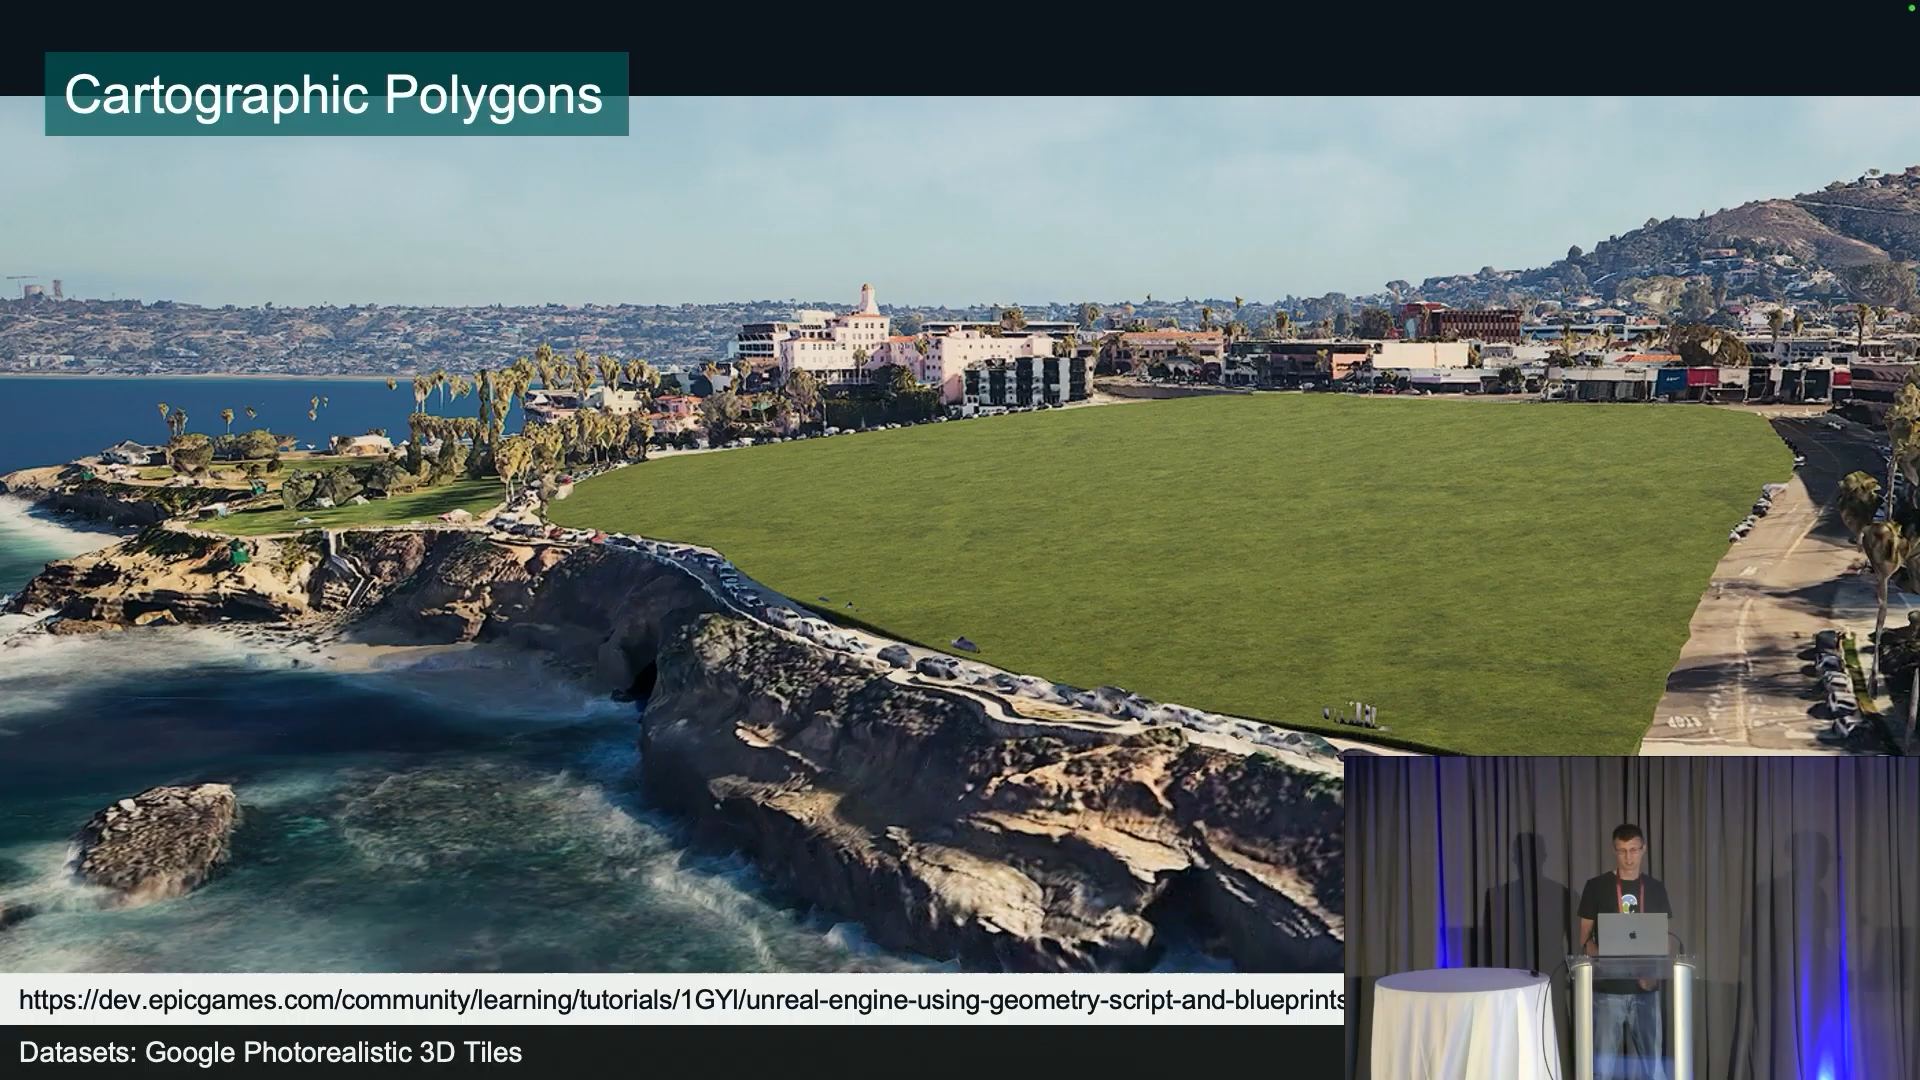 Cartographic Polygons
STOP
https://dev.epicgames.com/community/learning/tutorials/1GYl/unreal-engine-using-geometry-script-and-blueprints
Datasets: Google Photorealistic 3D Tiles